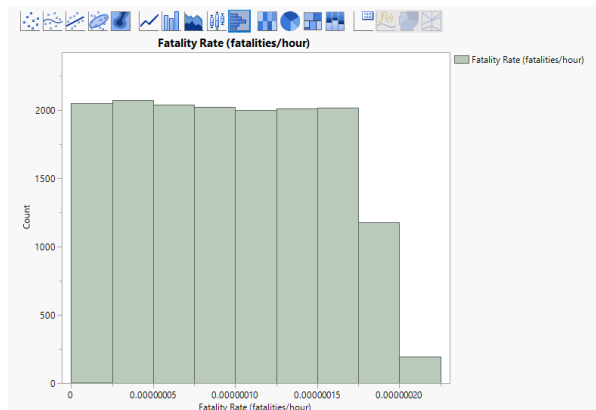 Fatality Rate (fatalities/hour)
Fatality Rate (fatalities/hour)
2000
1500
Count
1000
500
0
0 0.00000005 0.00000010 0.00000015 0.00000020
Fatality Rate (fatalities/hour)